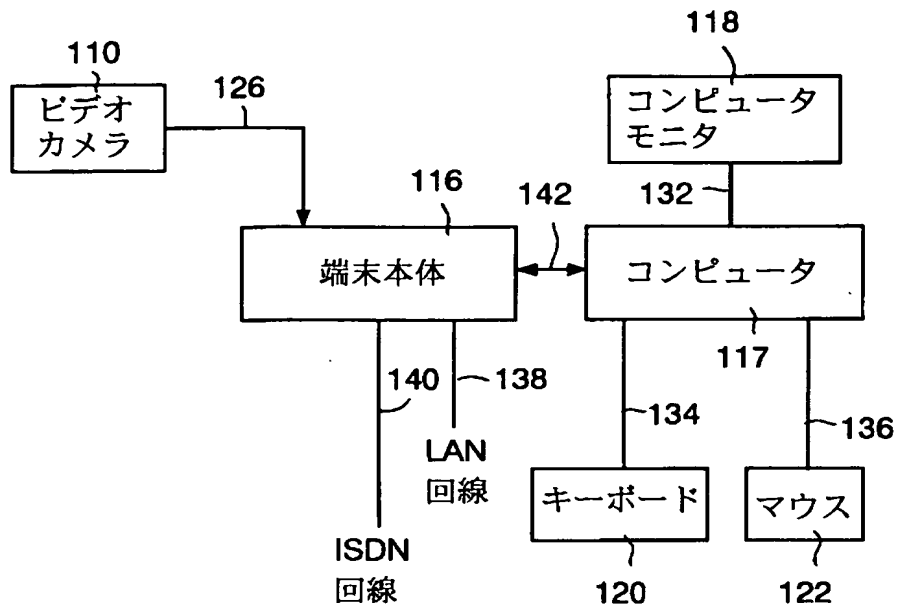 110
ビデオ
カメラ
126
118
コンピュータ
モニタ
132
116
端末本体
142
コンピュータ
117
140
138
LAN
回線
ISDN
回線
134
136
キーボード
120
マウス
122